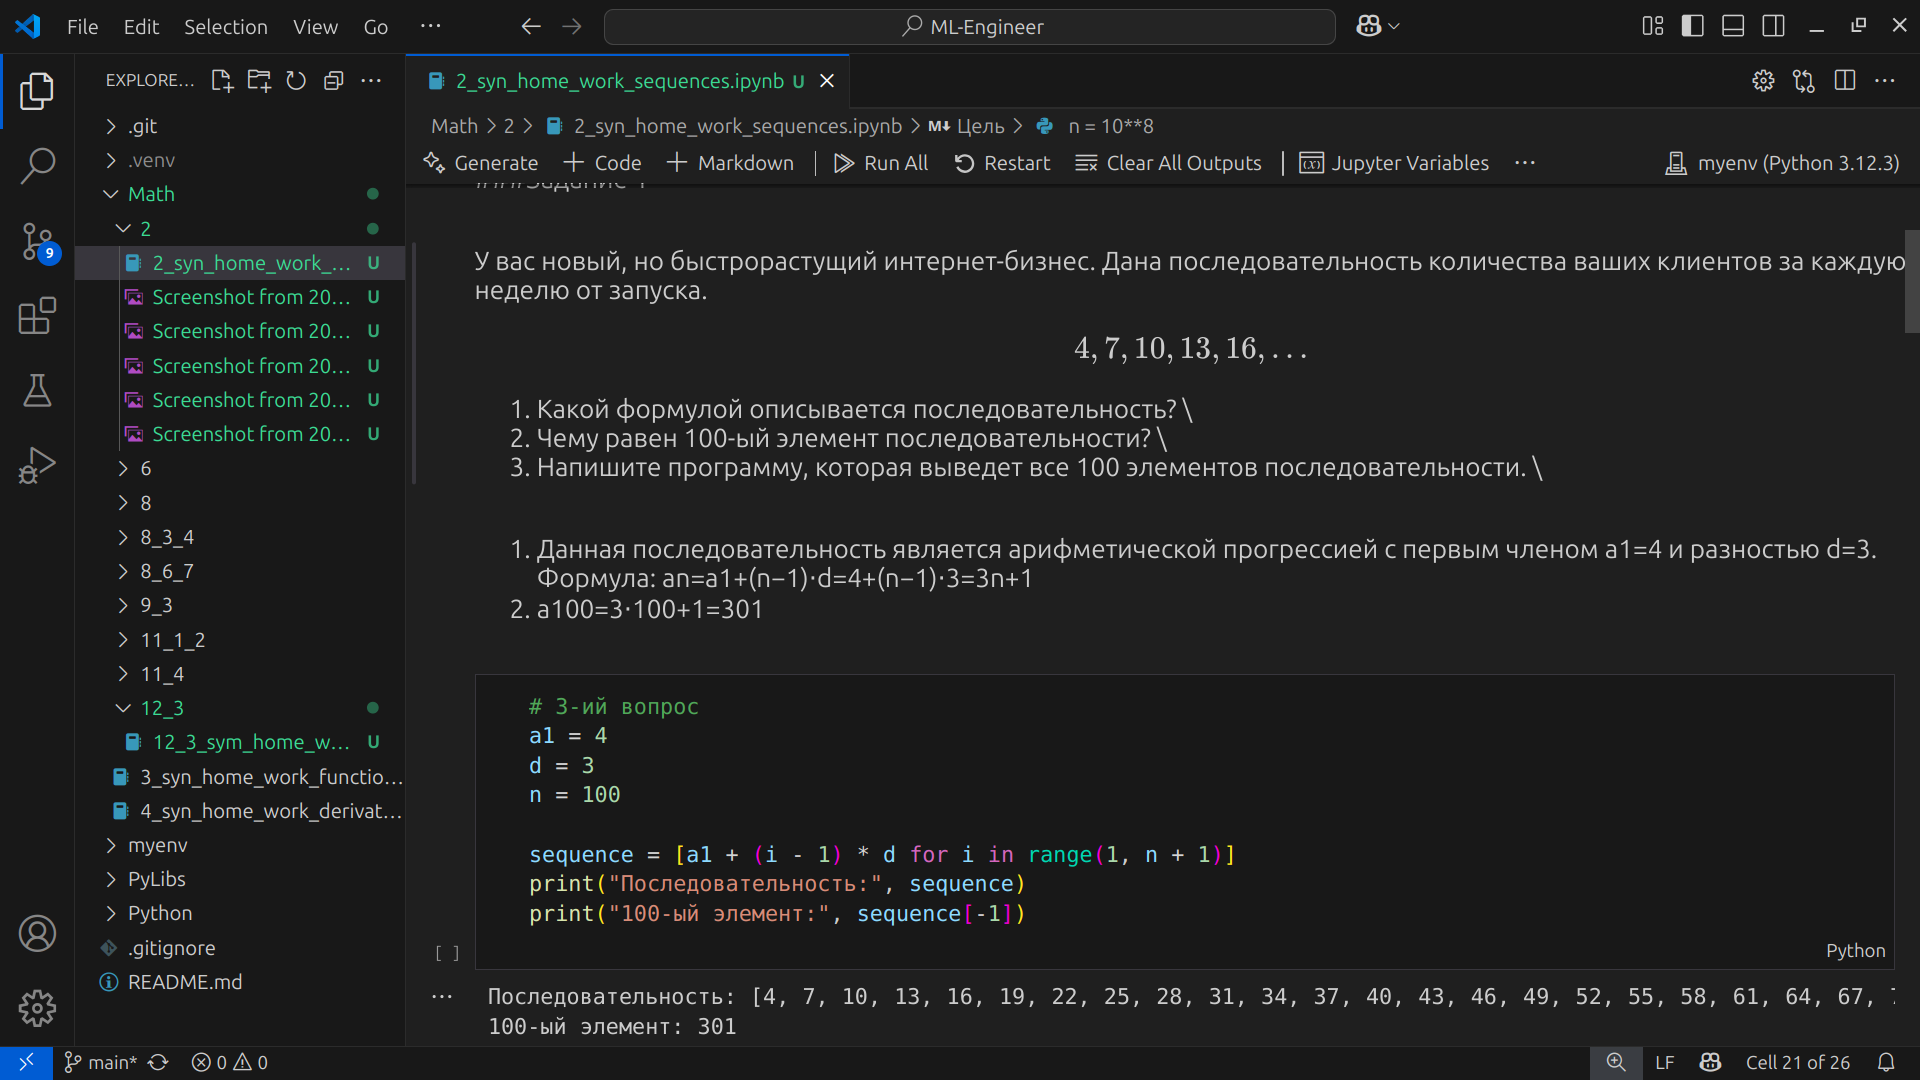 File Edit Selection View Go ···
ML-Engineer
EXPLORE...
.git
.venv
Math
2
2_syn_home_work_... U
Screenshot from 20... U
Screenshot from 20... U
Screenshot from 20... U
Screenshot from 20... U
Screenshot from 20... U
6
8
8_3_4
8_6_7
9_3
11_1_2
11_4
12_3
12_3_sym_home_w... U
3_syn_home_work_functio...
4_syn_home_work_derivat...
myenv
PyLibs
Python
.gitignore
README.md
9
2_syn_home_work_sequences.ipynb U
Math > 2 > 2_syn_home_work_sequences.ipynb > M↓ Цель > n = 10**8
Generate + Code + Markdown | Run All Restart Clear All Outputs | Jupyter Variables ··· myenv (Python 3.12.3)
У вас новый, но быстрорастущий интернет-бизнес. Дана последовательность количества ваших клиентов за каждую
неделю от запуска.
4, 7, 10, 13, 16, . . .
1. Какой формулой описывается последовательность? \
2. Чему равен 100-ый элемент последовательности? \
3. Напишите программу, которая выведет все 100 элементов последовательности. \
1. Данная последовательность является арифметической прогрессией с первым членом a1=4 и разностью d=3.
Формула: an=a1+(n−1)·d=4+(n−1)·3=3n+1
2. a100=3·100+1=301
# 3-ий вопрос
a1 = 4
d = 3
n = 100
sequence = [a1 + (i - 1) * d for i in range(1, n + 1)]
print("Последовательность:", sequence)
print("100-ый элемент:", sequence[-1])
[ ]
Python
Последовательность: [4, 7, 10, 13, 16, 19, 22, 25, 28, 31, 34, 37, 40, 43, 46, 49, 52, 55, 58, 61, 64, 67,
100-ый элемент: 301
main* 0 0 LF Cell 21 of 26